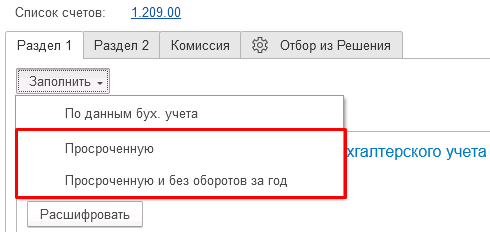 Список счетов: 1.209.00
Раздел 1 Раздел 2 Комиссия Отбор из Решения
Заполнить
По данным бух. учета
Просроченную
хгалтерского учета
Просроченную и без оборотов за год
Расшифровать